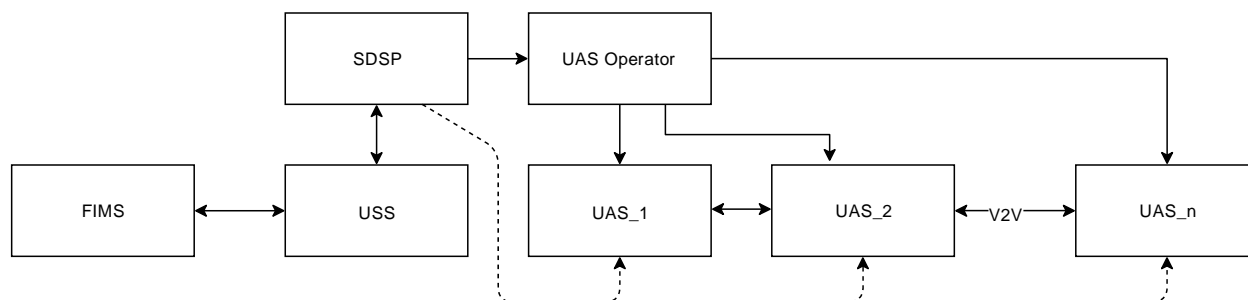 SDSP
UAS Operator
FIMS
USS
UAS_1
UAS_2
V2V
UAS_n